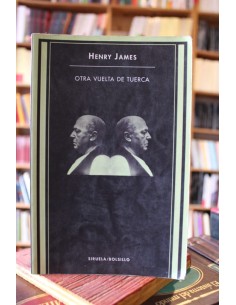 HENRY JAMES
OTRA VUELTA DE TUERCA
SIRUELA/BOLSILLO